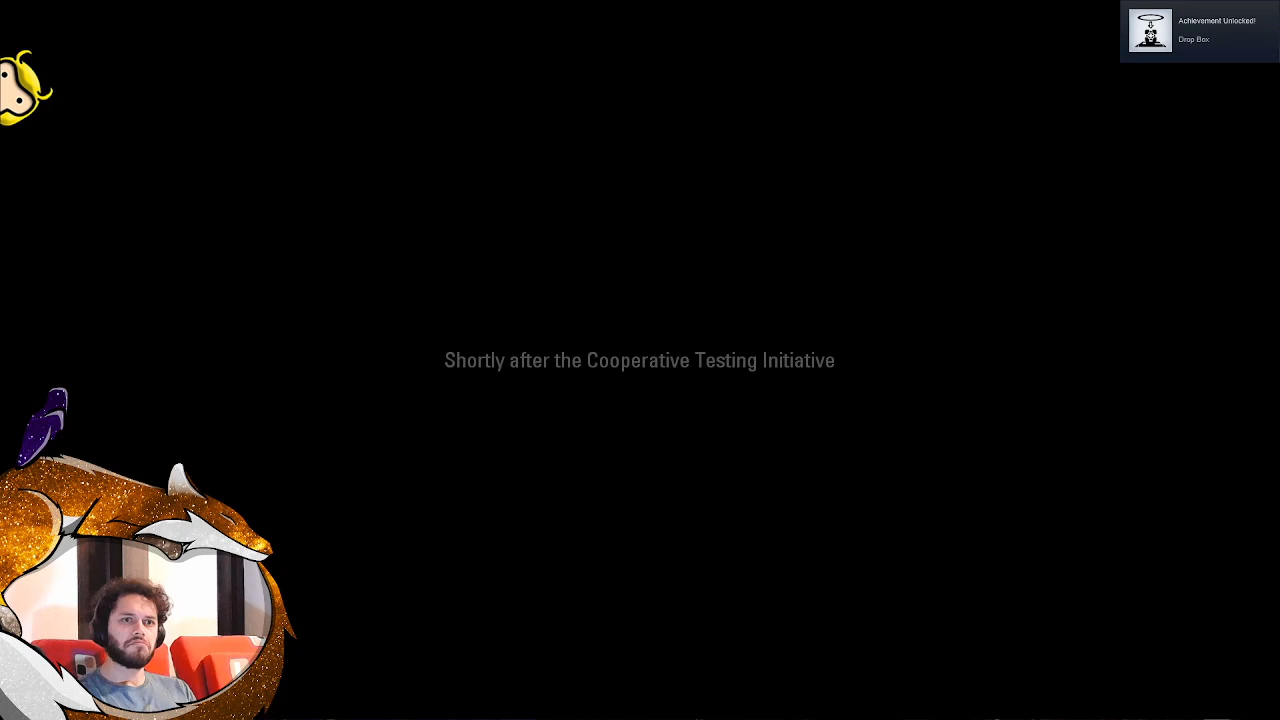 Achievement Unlocked!
Drop Box
Shortly after the Cooperative Testing Initiative